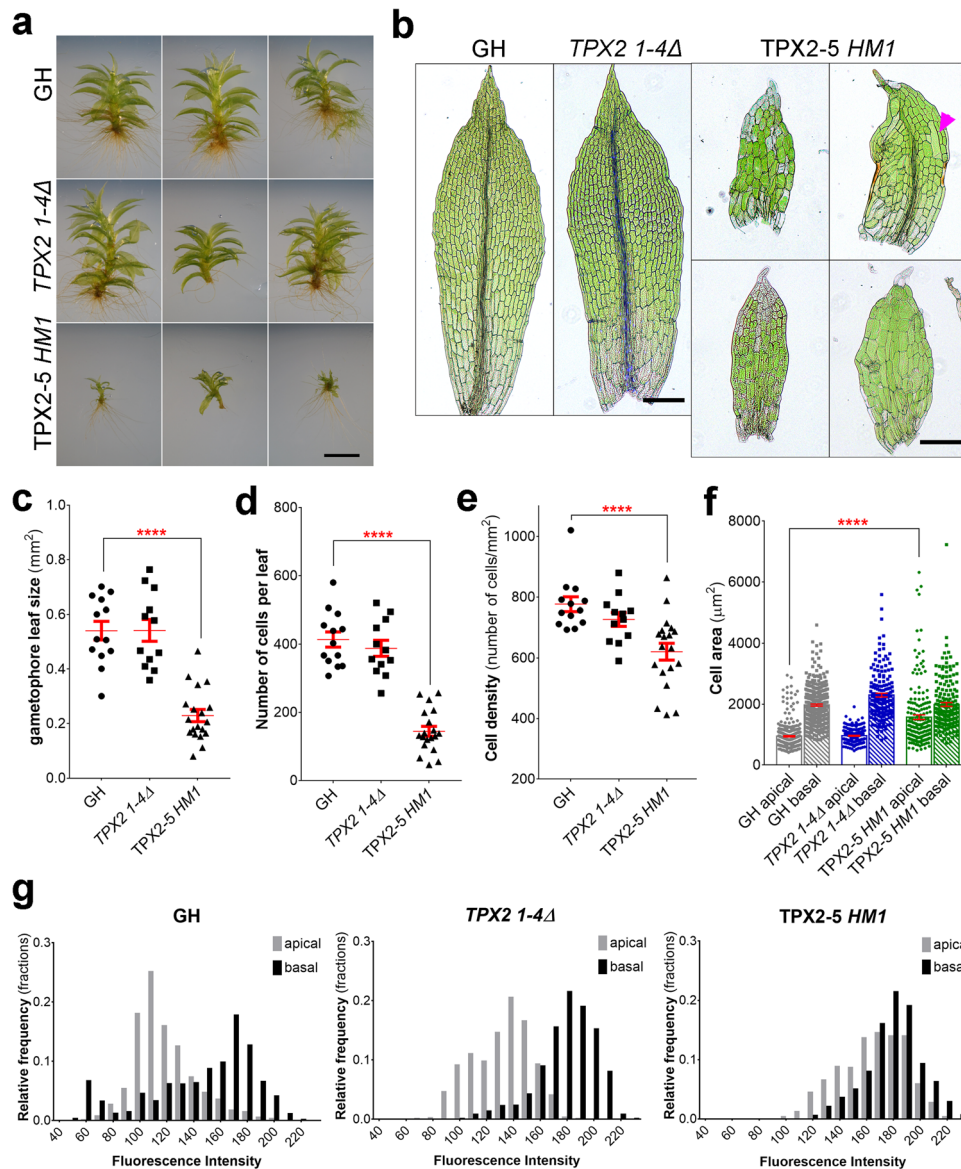 a
GH
TPX2 1-4Δ
TPX2-5 HM1
b
GH
TPX2 1-4Δ
TPX2-5 HM1
c
gametophore leaf size (mm²)
1.0
0.8
0.6
0.4
0.2
0.0
****
GH
TPX2 1-4Δ
TPX2-5 HM1
d
Number of cells per leaf
800
600
400
200
0
****
GH
TPX2 1-4Δ
TPX2-5 HM1
e
Cell density (number of cells/mm²)
1000
800
600
400
200
****
GH
TPX2 1-4Δ
TPX2-5 HM1
f
Cell area
(μm²)
8000
6000
4000
2000
0
****
GH apical
GH basal
TPX2 1-4Δ apical
TPX2 1-4Δ basal
TPX2-5 HM1 apical
TPX2-5 HM1 basal
g
GH
Relative frequency (fractions)
0.3
0.2
0.1
0.0
apical
basal
40 60 80 100 120 140 160 180 200 220
Fluorescence Intensity
TPX2 1-4Δ
Relative frequency (fractions)
0.3
0.2
0.1
0.0
apical
basal
40 60 80 100 120 140 160 180 200 220
Fluorescence Intensity
TPX2-5 HM1
Relative frequency (fractions)
0.3
0.2
0.1
0.0
apical
basal
40 60 80 100 120 140 160 180 200 220
Fluorescence Intensity